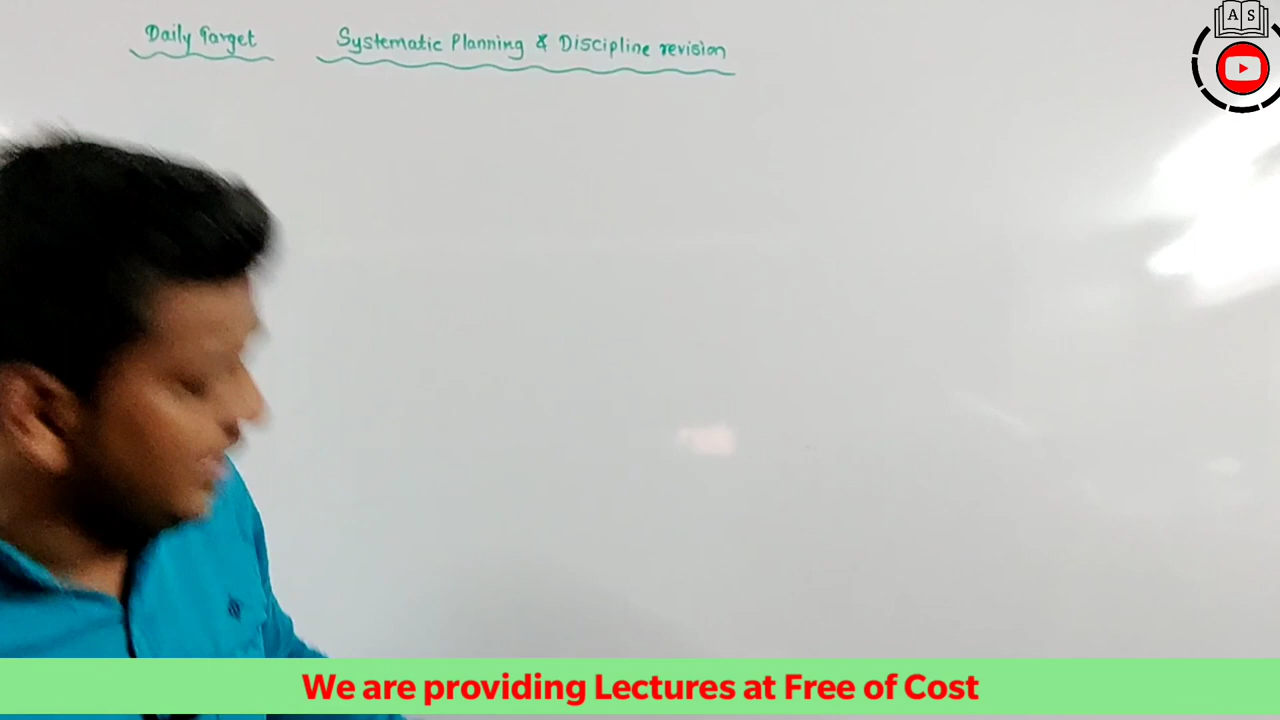 Daily Target Systematic Planning & Discipline revision
A S
We are providing Lectures at Free of Cost